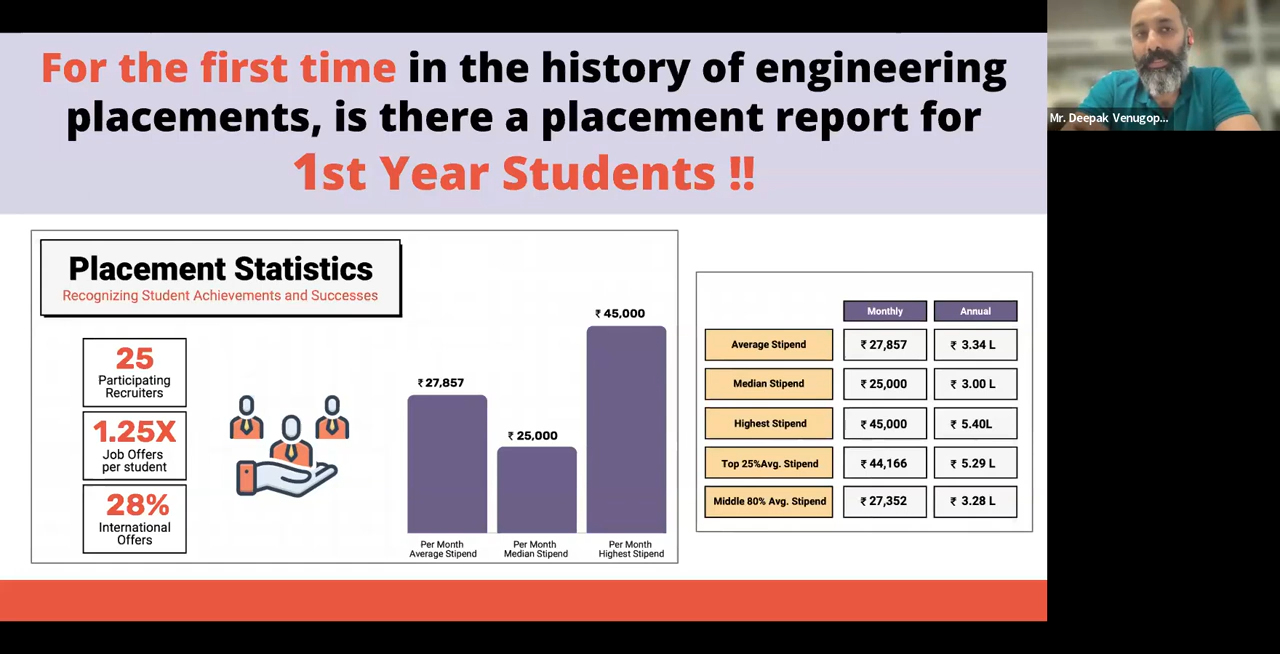 For the first time in the history of engineering
placements, is there a placement report for
1st Year Students !!
Mr. Deepak Venugop...
Placement Statistics
Recognizing Student Achievements and Successes
25
Participating
Recruiters
1.25X
Job Offers
per student
28%
International
Offers
₹ 27,857
₹ 25,000
₹ 45,000
Per Month
Average Stipend
Per Month
Median Stipend
Per Month
Highest Stipend
Monthly Annual
Average Stipend ₹ 27,857 ₹ 3.34 L
Median Stipend ₹ 25,000 ₹ 3.00 L
Highest Stipend ₹ 45,000 ₹ 5.40L
Top 25%Avg. Stipend ₹ 44,166 ₹ 5.29 L
Middle 80% Avg. Stipend ₹ 27,352 ₹ 3.28 L